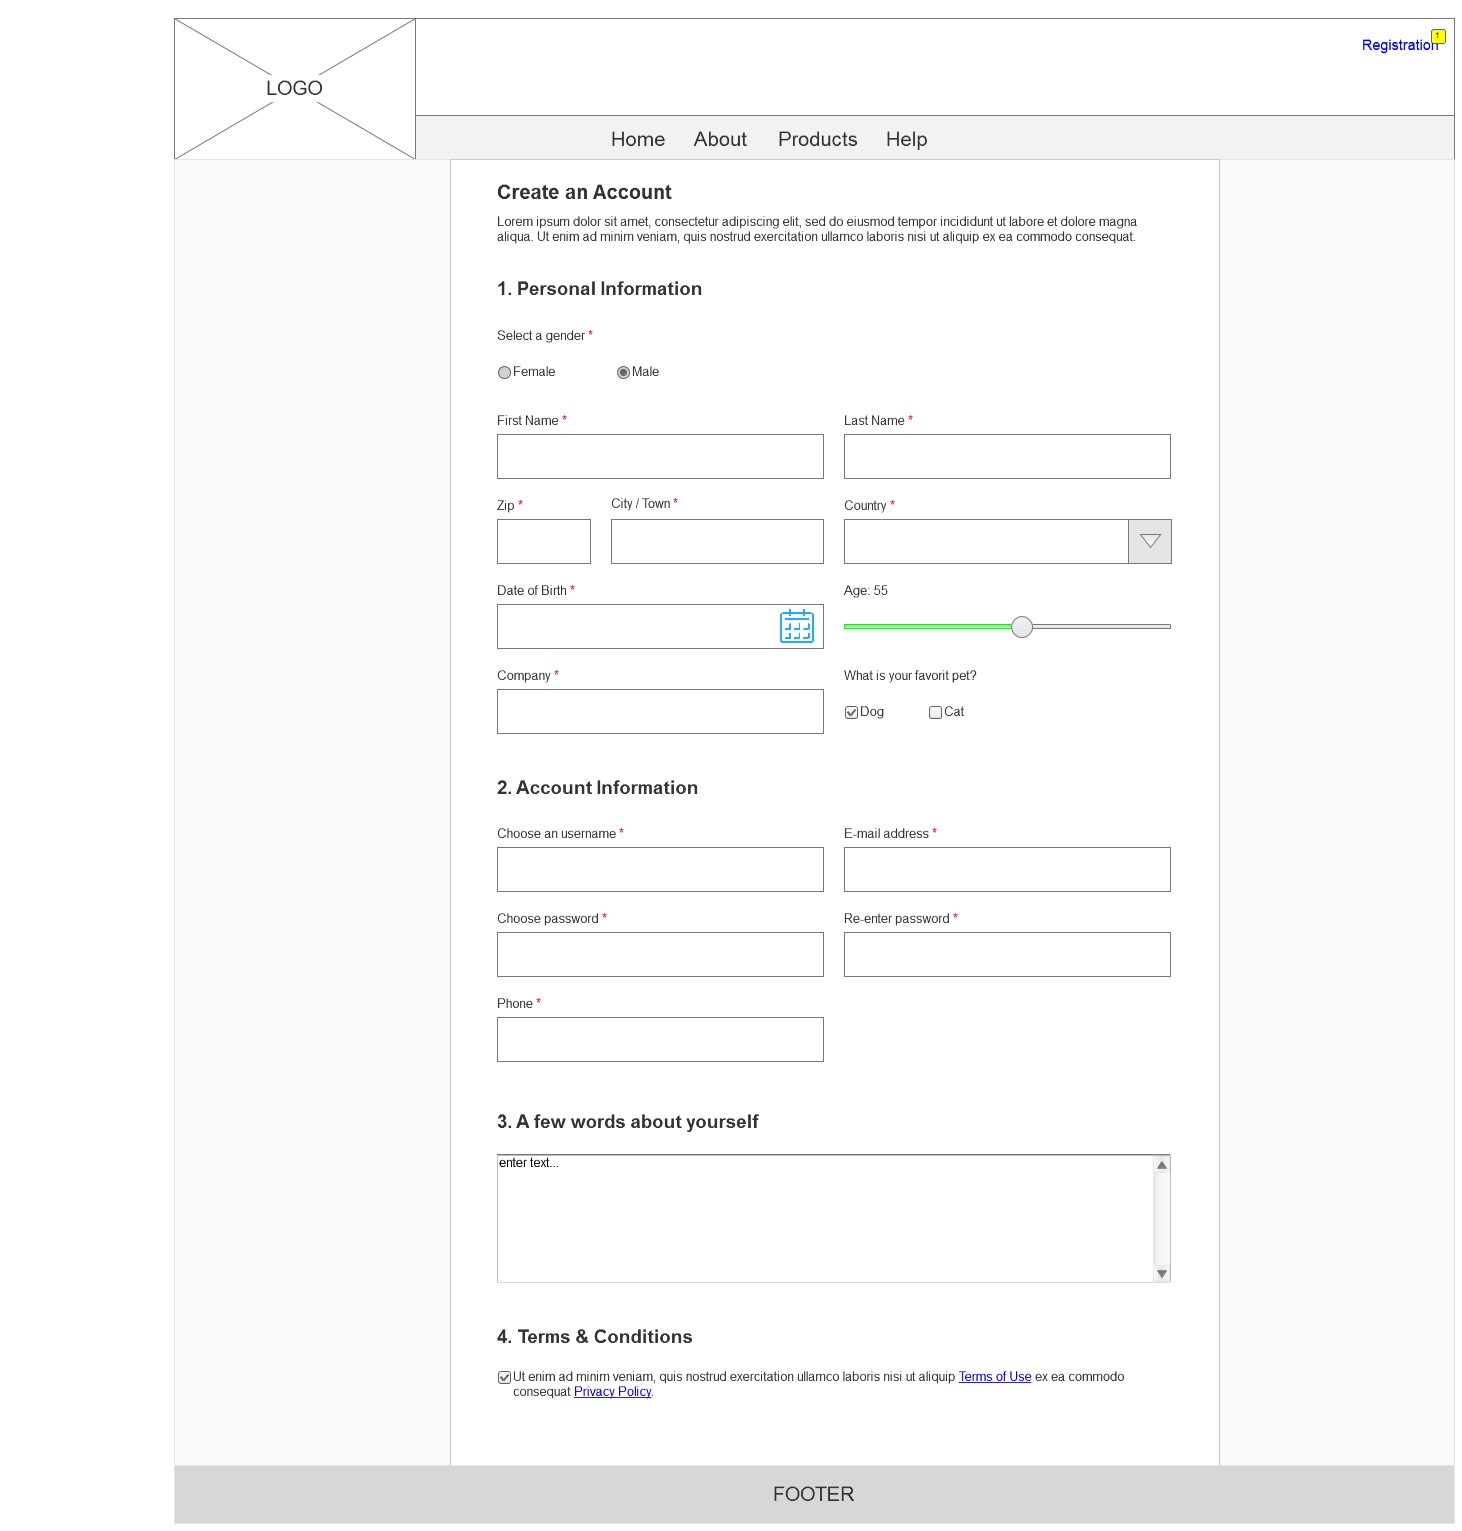 LOGO
Registration
1
Home About Products Help
Create an Account
Lorem ipsum dolor sit amet, consectetur adipiscing elit, sed do eiusmod tempor incididunt ut labore et dolore magna
aliqua. Ut enim ad minim veniam, quis nostrud exercitation ullamco laboris nisi ut aliquip ex ea commodo consequat.
1. Personal Information
Select a gender *
Female Male
First Name * Last Name *
Zip * City / Town * Country *
Date of Birth * Age: 55
Company * What is your favorit pet?
Dog Cat
2. Account Information
Choose an username * E-mail address *
Choose password * Re-enter password *
Phone *
3. A few words about yourself
enter text...
4. Terms & Conditions
Ut enim ad minim veniam, quis nostrud exercitation ullamco laboris nisi ut aliquip Terms of Use ex ea commodo
consequat Privacy Policy.
FOOTER